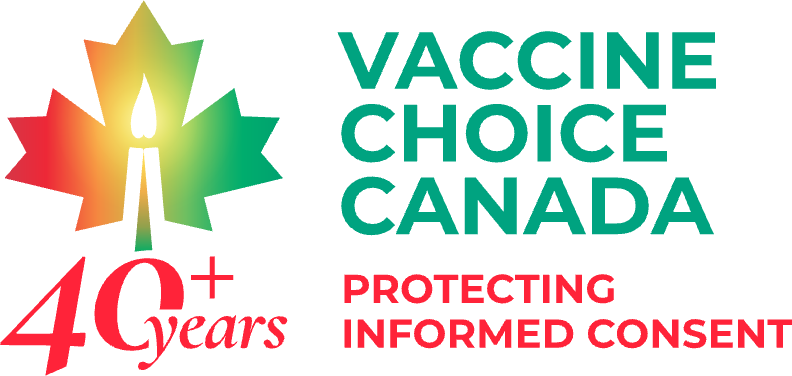 VACCINE
CHOICE
CANADA
40+
years
PROTECTING
INFORMED CONSENT